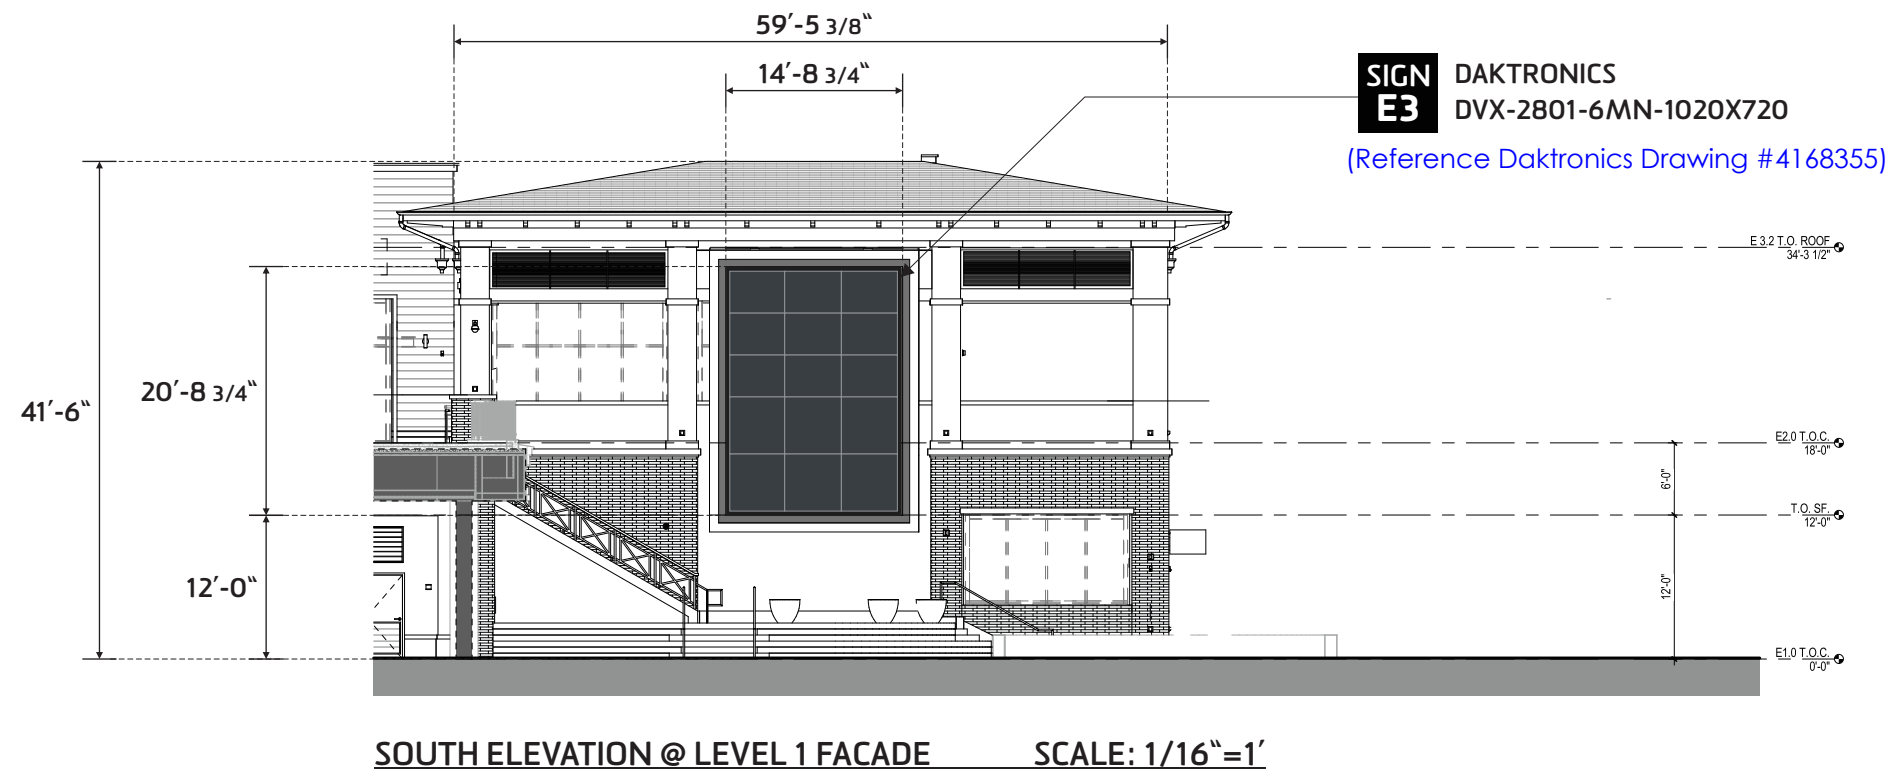 59′-5 3/8‟
14′-8 3/4‟
SIGN
E3
DAKTRONICS
DVX-2801-6MN-1020X720
(Reference Daktronics Drawing #4168355)
E 3.2 T.O. ROOF
34'-3 1/2"
20′-8 3/4‟
41′-6‟
E2.0 T.O.C.
18'-0"
6'-0"
T.O. SF.
12'-0"
12′-0‟
12'-0"
E1.0 T.O.C.
0'-0"
SOUTH ELEVATION @ LEVEL 1 FACADE SCALE: 1/16‟=1′